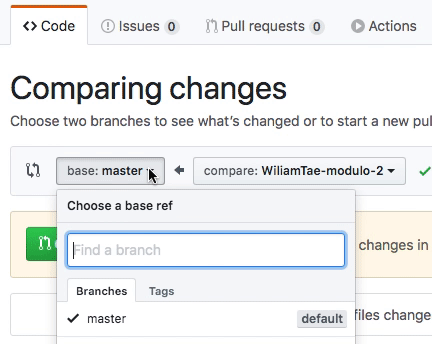 Code Issues 0 Pull requests 0 Actions
Comparing changes
Choose two branches to see what's changed or to start a new pul
base: master compare: WiliamTae-modulo-2
Choose a base ref
Find a branch
changes in
Branches Tags
master default
files change